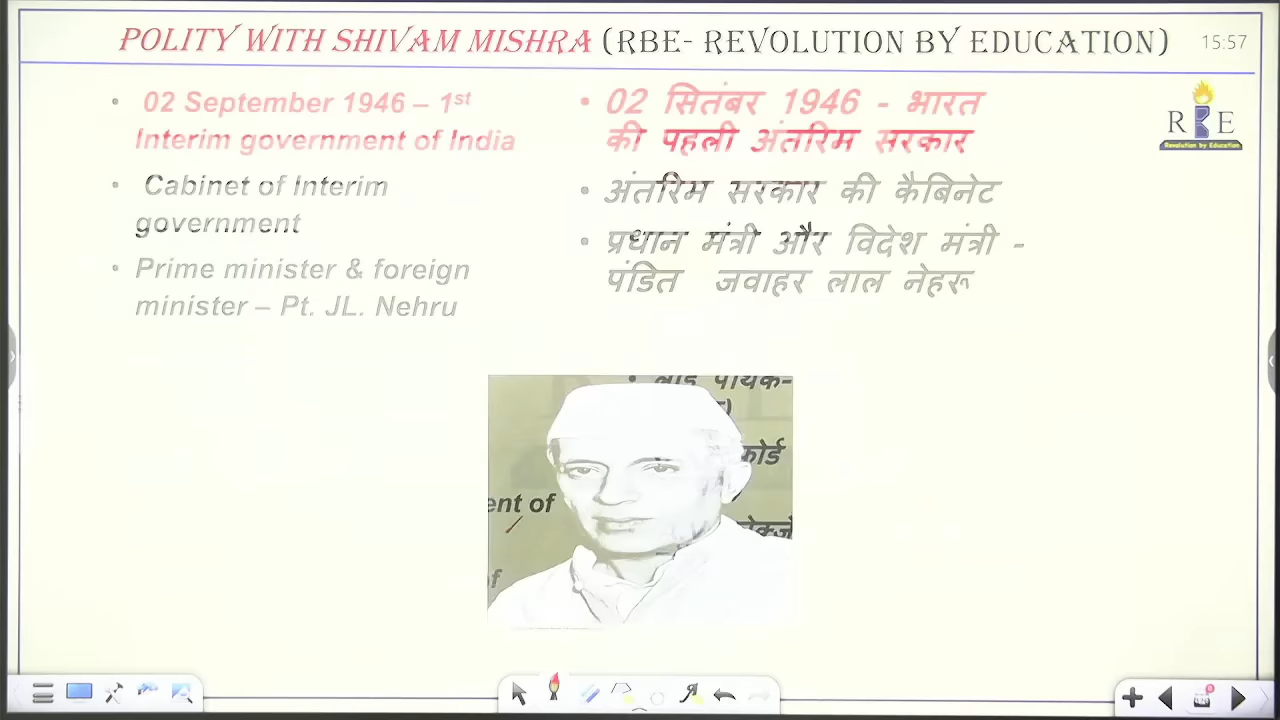 POLITY WITH SHIVAM MISHRA (RBE- REVOLUTION BY EDUCATION)
15:57
• 02 September 1946 – 1st
Interim government of India
• Cabinet of Interim
government
• Prime minister & foreign
minister – Pt. JL. Nehru
• 02 सितंबर 1946 - भारत
की पहली अंतरिम सरकार
• अंतरिम सरकार की कैबिनेट
• प्रधान मंत्री और विदेश मंत्री -
पंडित जवाहर लाल नेहरू
RBE
Revolution by Education
ent of